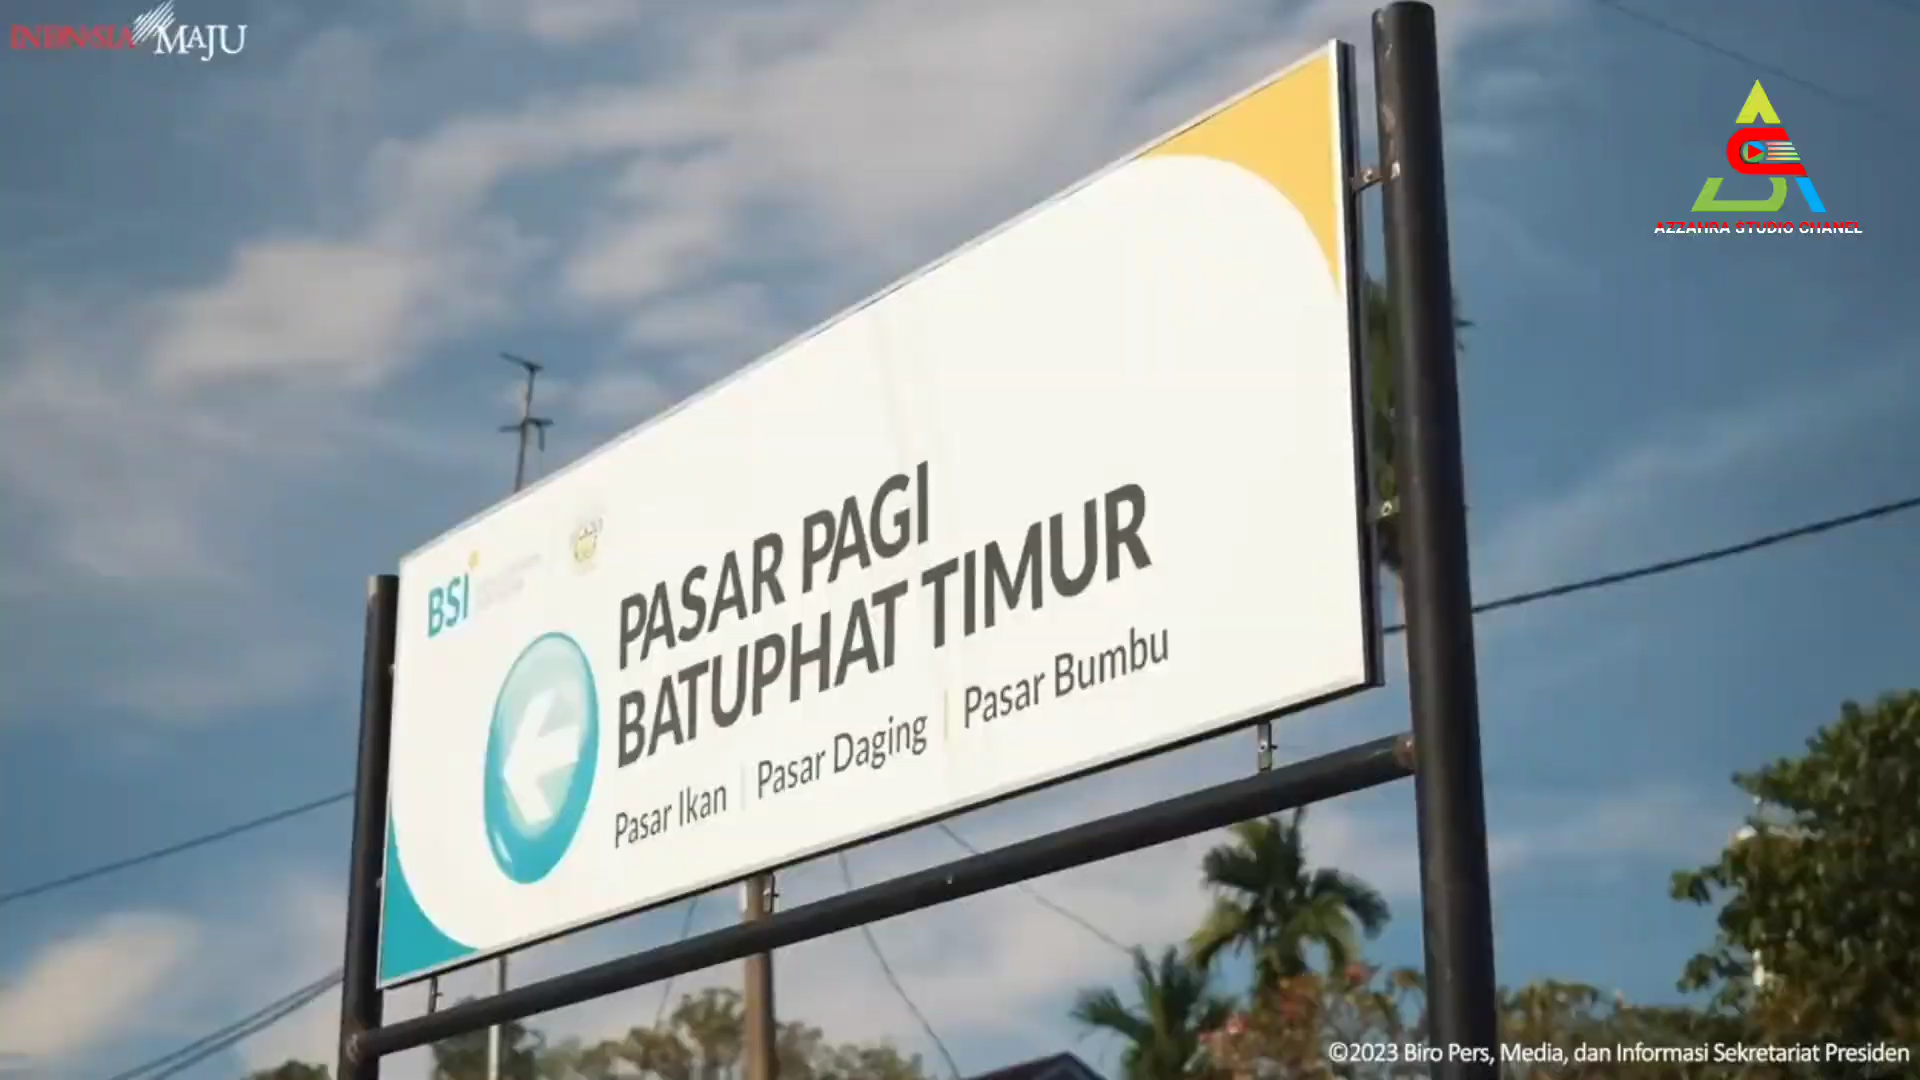 INDONESIA MAJU
AZZAHRA STUDIO CHANEL
BSI
PASAR PAGI
BATUPHAT TIMUR
Pasar Ikan | Pasar Daging | Pasar Bumbu
©2023 Biro Pers, Media, dan Informasi Sekretariat Presiden